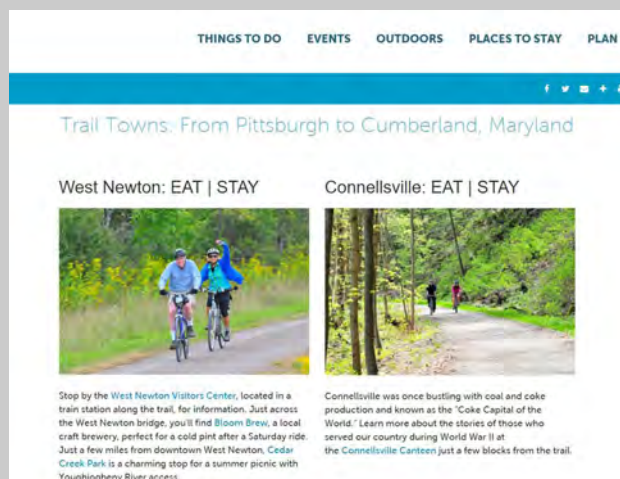 THINGS TO DO EVENTS OUTDOORS PLACES TO STAY PLAN
Trail Towns: From Pittsburgh to Cumberland, Maryland
West Newton: EAT | STAY
Stop by the West Newton Visitors Center, located in a
train station along the trail, for information. Just across
the West Newton bridge, you'll find Bloom Brew, a local
craft brewery, perfect for a cold pint after a Saturday ride.
Just a few miles from downtown West Newton, Cedar
Creek Park is a charming stop for a summer picnic with
Youghiogheny River access.
Connellsville: EAT | STAY
Connellsville was once bustling with coal and coke
production and known as the "Coke Capital of the
World." Learn more about the stories of those who
served our country during World War II at
the Connellsville Canteen just a few blocks from the trail.